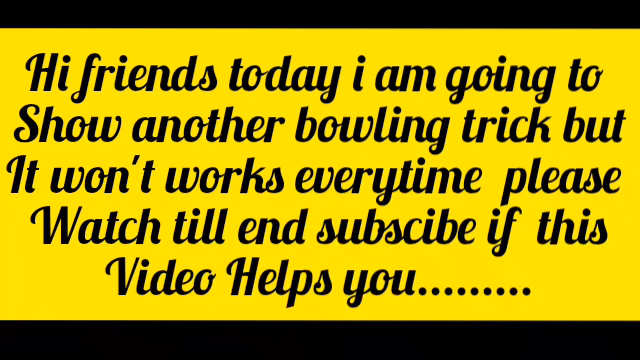 Hi friends today i am going to
Show another bowling trick but
It won't works everytime please
Watch till end subscibe if this
Video Helps you.........